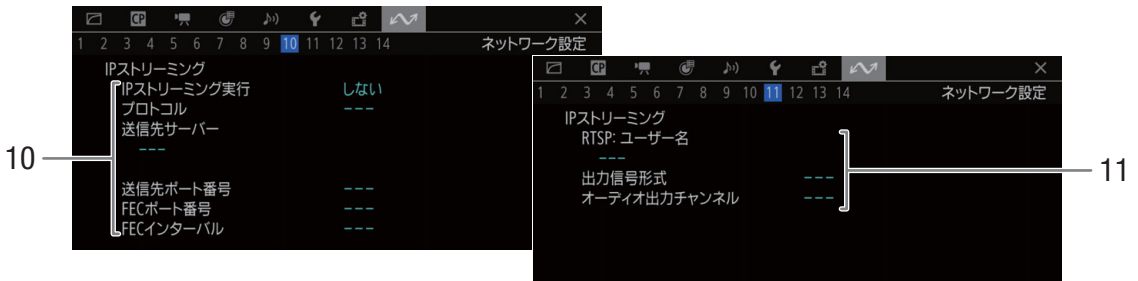 CP
1 2 3 4 5 6 7 8 9 10 11 12 13 14 ネットワーク設定
IPストリーミング
IPストリーミング実行 しない
プロトコル ---
送信先サーバー
---
送信先ポート番号 ---
FECポート番号 ---
FECインターバル ---
10
CP
1 2 3 4 5 6 7 8 9 10 11 12 13 14 ネットワーク設定
IPストリーミング
RTSP: ユーザー名
---
出力信号形式 ---
オーディオ出力チャンネル ---
11